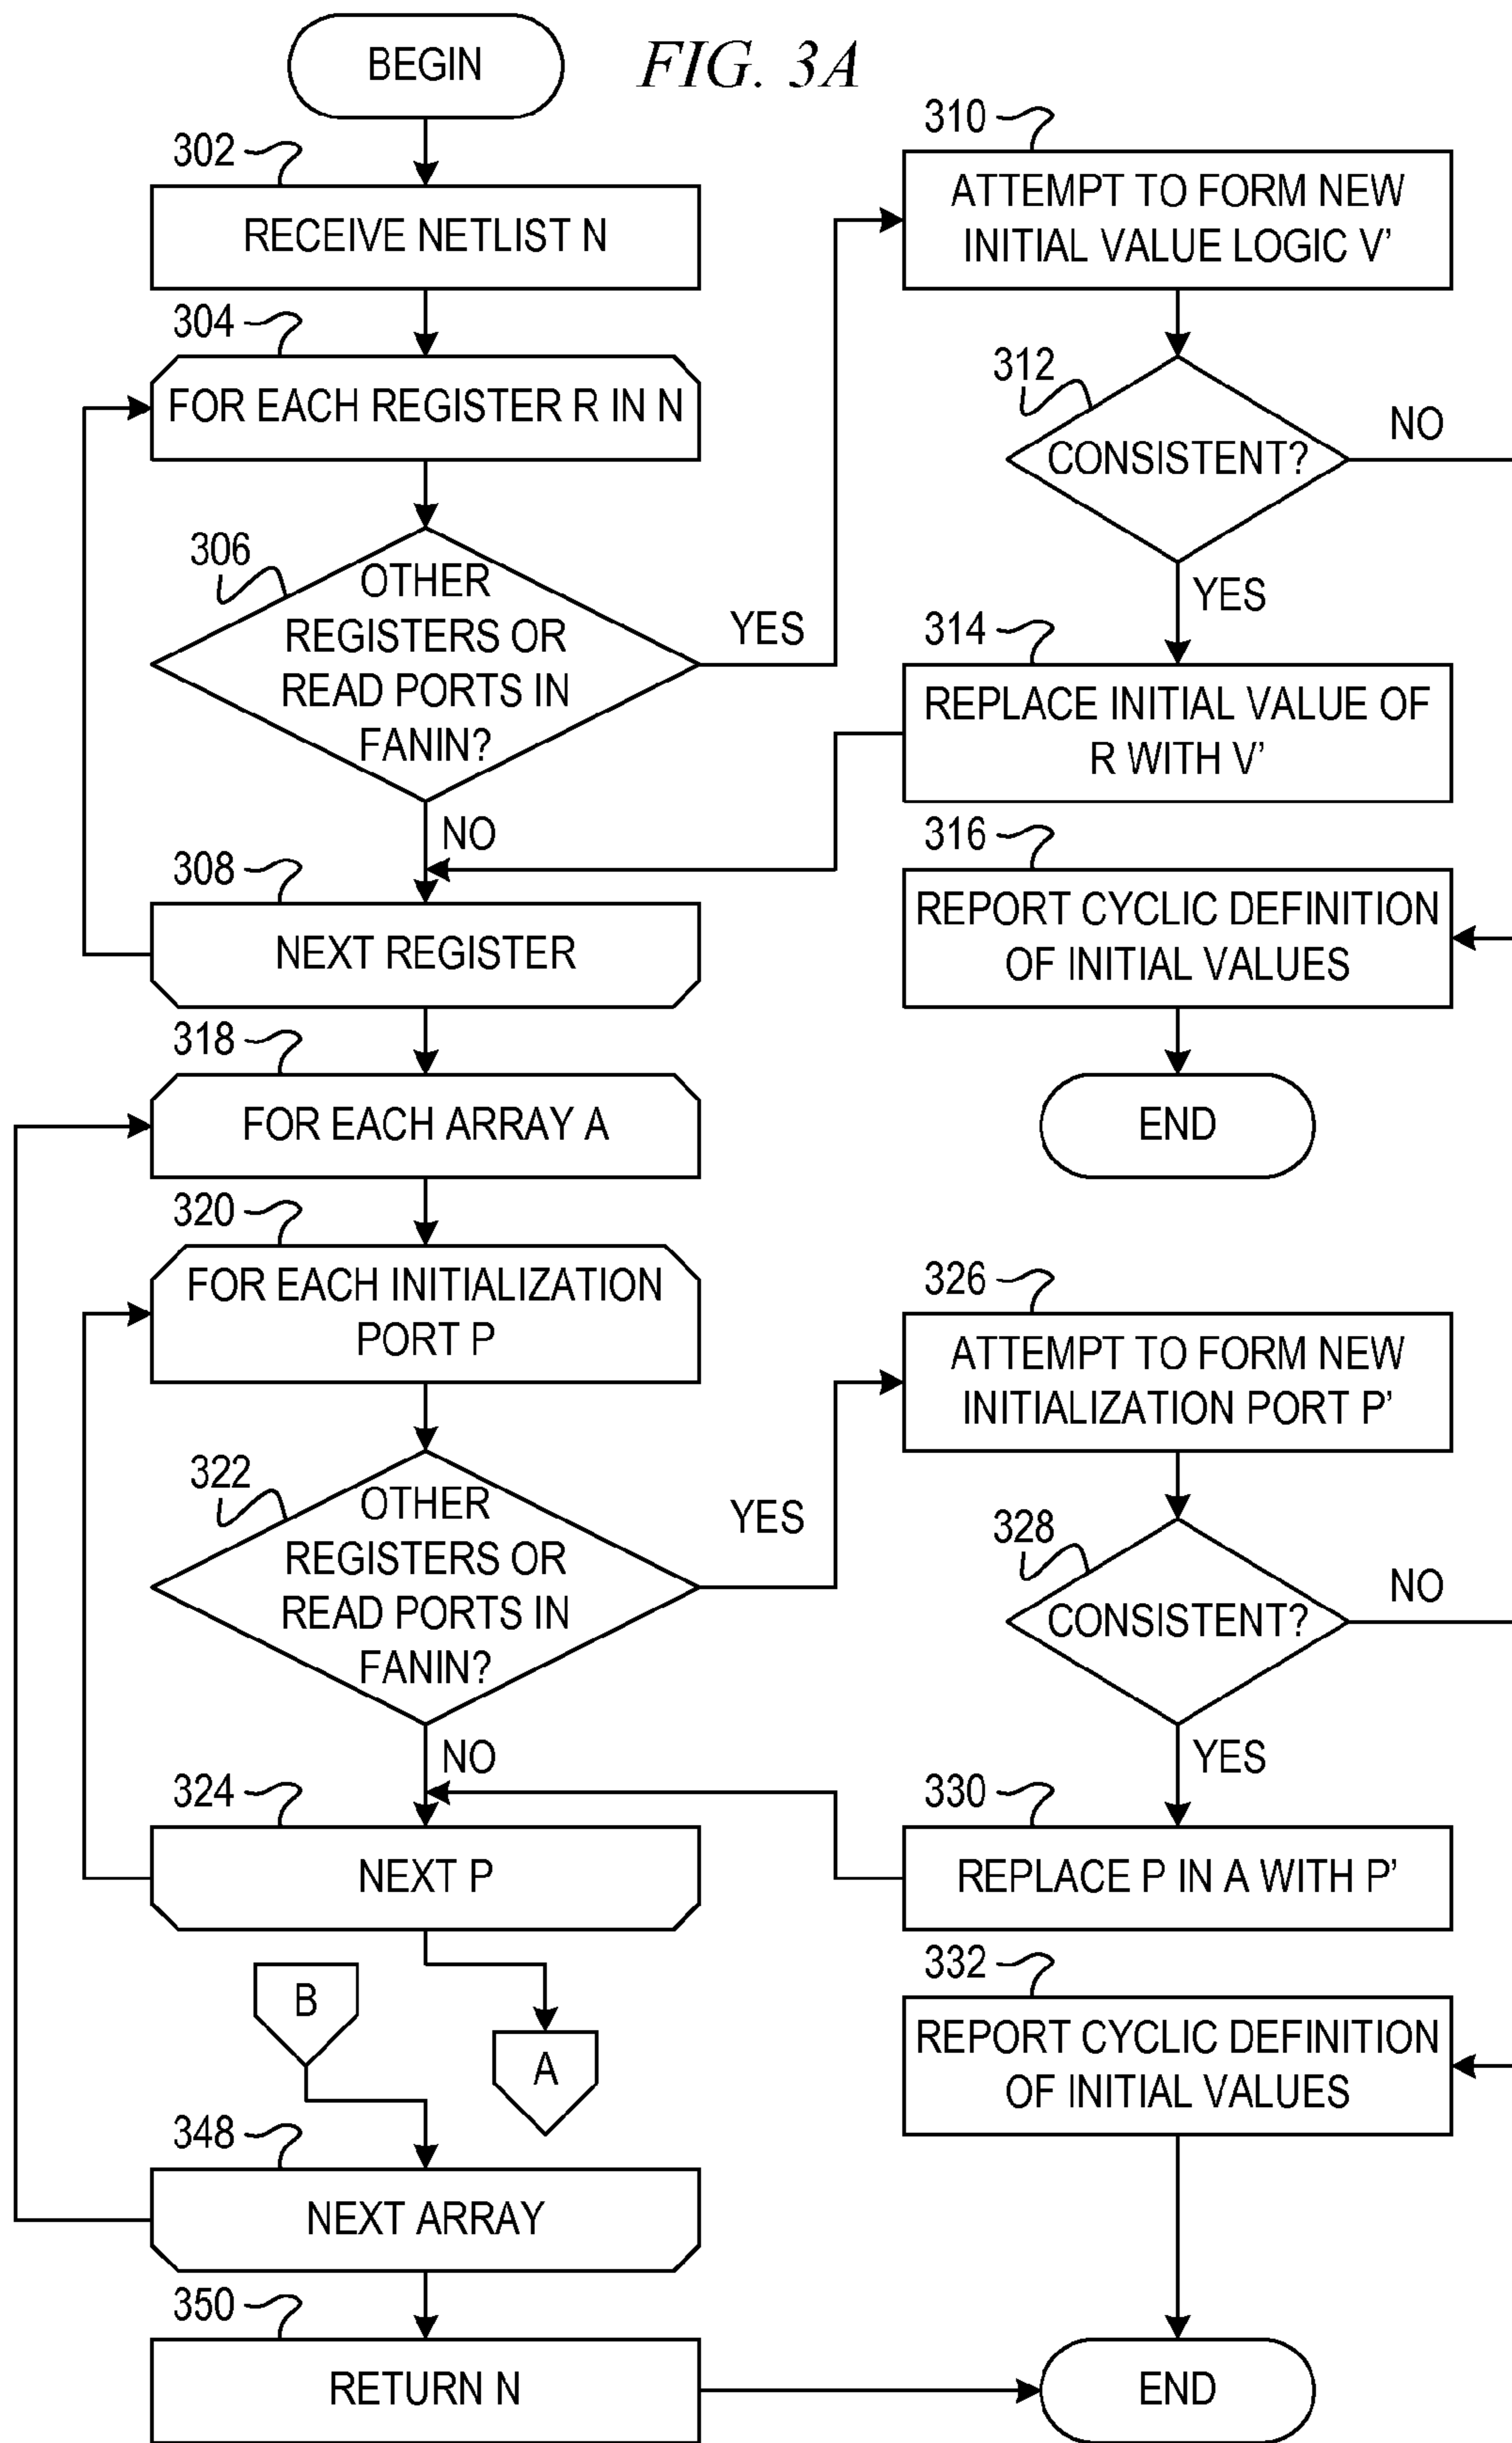 BEGIN
FIG. 3A
302
RECEIVE NETLIST N
304
FOR EACH REGISTER R IN N
306
OTHER
REGISTERS OR
READ PORTS IN
FANIN?
YES
NO
308
NEXT REGISTER
310
ATTEMPT TO FORM NEW
INITIAL VALUE LOGIC V'
312
CONSISTENT?
NO
YES
314
REPLACE INITIAL VALUE OF
R WITH V'
316
REPORT CYCLIC DEFINITION
OF INITIAL VALUES
END
318
FOR EACH ARRAY A
320
FOR EACH INITIALIZATION
PORT P
322
OTHER
REGISTERS OR
READ PORTS IN
FANIN?
YES
NO
324
NEXT P
326
ATTEMPT TO FORM NEW
INITIALIZATION PORT P'
328
CONSISTENT?
NO
YES
330
REPLACE P IN A WITH P'
332
REPORT CYCLIC DEFINITION
OF INITIAL VALUES
B
A
348
NEXT ARRAY
350
RETURN N
END